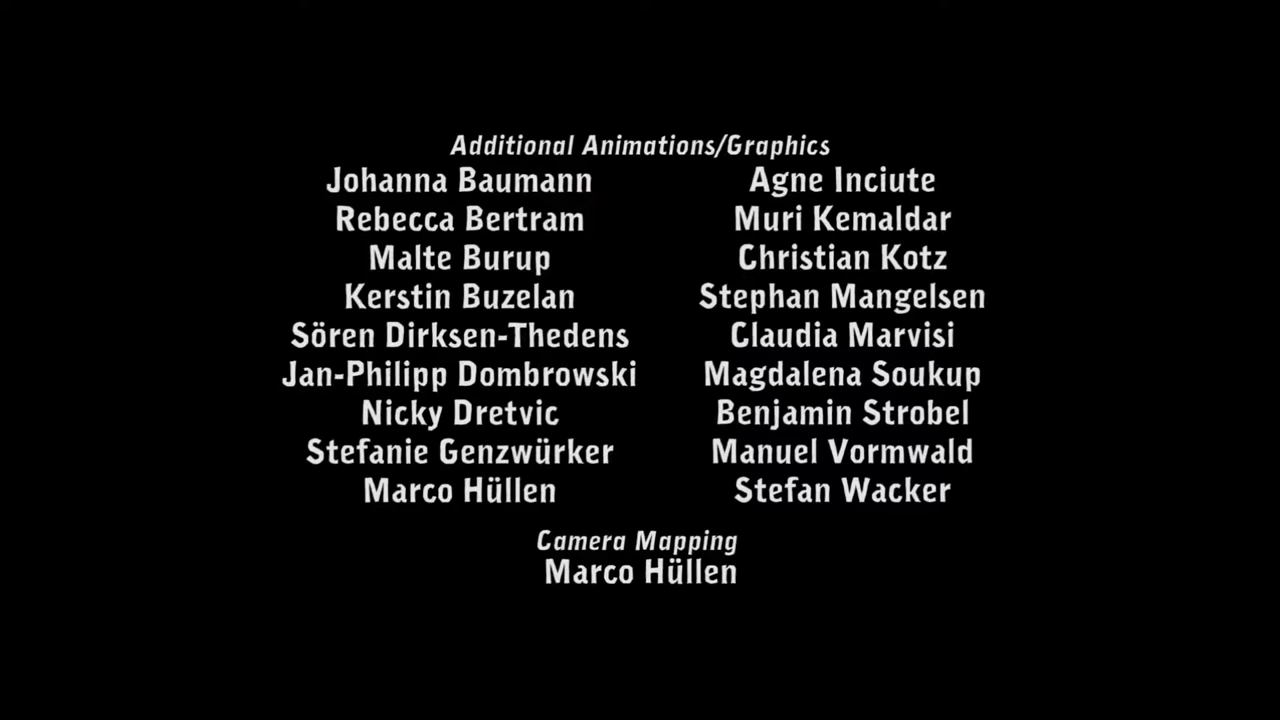 Additional Animations/Graphics
Johanna Baumann
Rebecca Bertram
Malte Burup
Kerstin Buzelan
Sören Dirksen-Thedens
Jan-Philipp Dombrowski
Nicky Dretvic
Stefanie Genzwürker
Marco Hüllen
Agne Inciute
Muri Kemaldar
Christian Kotz
Stephan Mangelsen
Claudia Marvisi
Magdalena Soukup
Benjamin Strobel
Manuel Vormwald
Stefan Wacker
Camera Mapping
Marco Hüllen